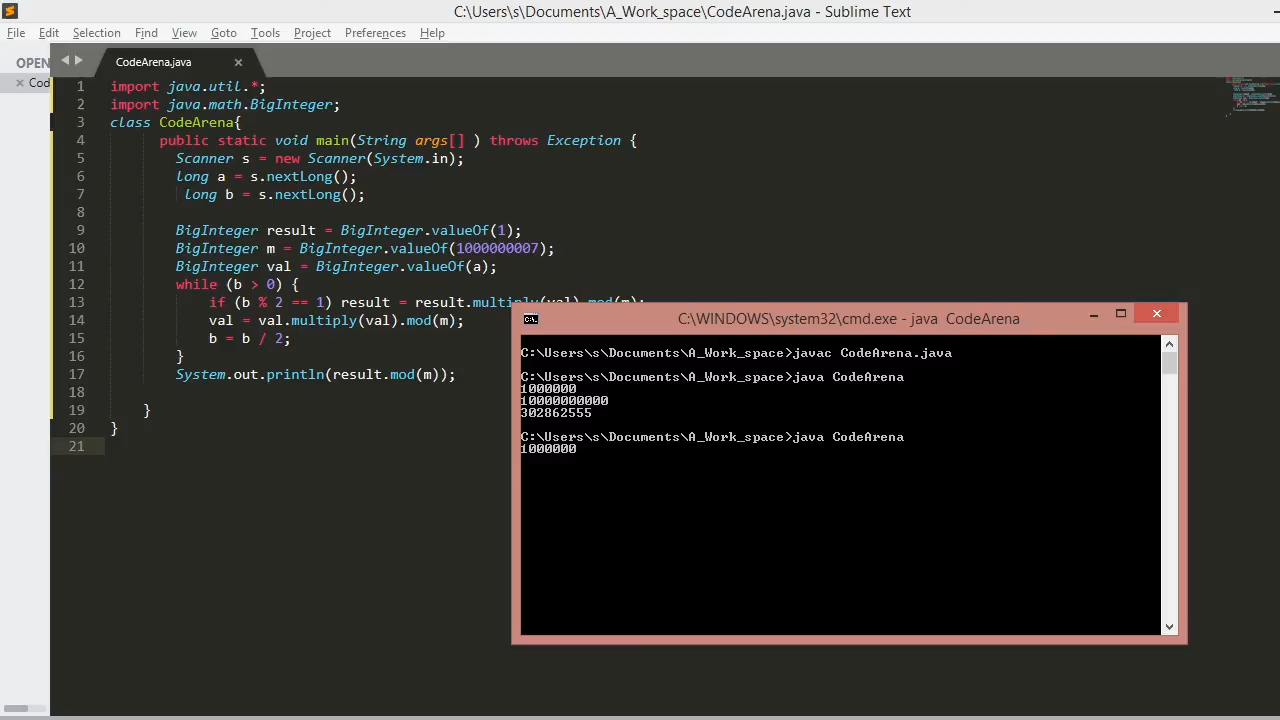 C:\Users\s\Documents\A_Work_space\CodeArena.java - Sublime Text
File Edit Selection Find View Goto Tools Project Preferences Help
OPEN
CodeArena.java
Cod
1 import java.util.*;
2 import java.math.BigInteger;
3 class CodeArena{
4 public static void main(String args[] ) throws Exception {
5 Scanner s = new Scanner(System.in);
6 long a = s.nextLong();
7 long b = s.nextLong();
8
9 BigInteger result = BigInteger.valueOf(1);
10 BigInteger m = BigInteger.valueOf(1000000007);
11 BigInteger val = BigInteger.valueOf(a);
12 while (b > 0) {
13 if (b % 2 == 1) result = result.multiply(val).mod(m);
14 val = val.multiply(val).mod(m);
15 b = b / 2;
16 }
17 System.out.println(result.mod(m));
18
19 }
20 }
21
C:\WINDOWS\system32\cmd.exe - java CodeArena
C:\Users\s\Documents\A_Work_space>javac CodeArena.java
C:\Users\s\Documents\A_Work_space>java CodeArena
1000000
10000000000
302862555
C:\Users\s\Documents\A_Work_space>java CodeArena
1000000